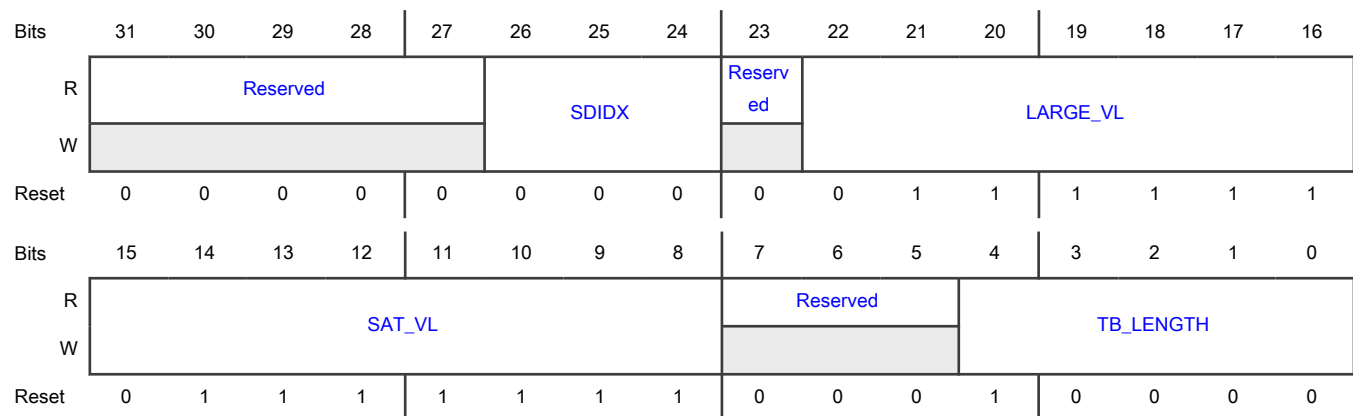 Bits 31 30 29 28 27 26 25 24 23 22 21 20 19 18 17 16
R Reserved SDIDX Reserv
ed LARGE_VL
W
Reset 0 0 0 0 0 0 0 0 0 0 1 1 1 1 1 1
Bits 15 14 13 12 11 10 9 8 7 6 5 4 3 2 1 0
R SAT_VL Reserved TB_LENGTH
W
Reset 0 1 1 1 1 1 1 1 0 0 0 1 0 0 0 0